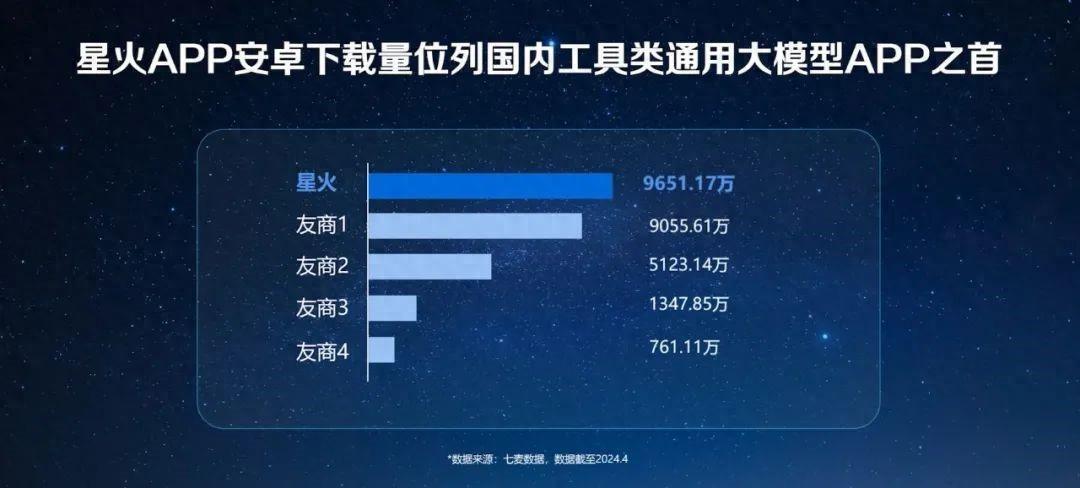 星火APP安卓下载量位列国内工具类通用大模型APP之首
星火 9651.17万
友商1 9055.61万
友商2 5123.14万
友商3 1347.85万
友商4 761.11万
*数据来源：七麦数据，数据截至2024.4